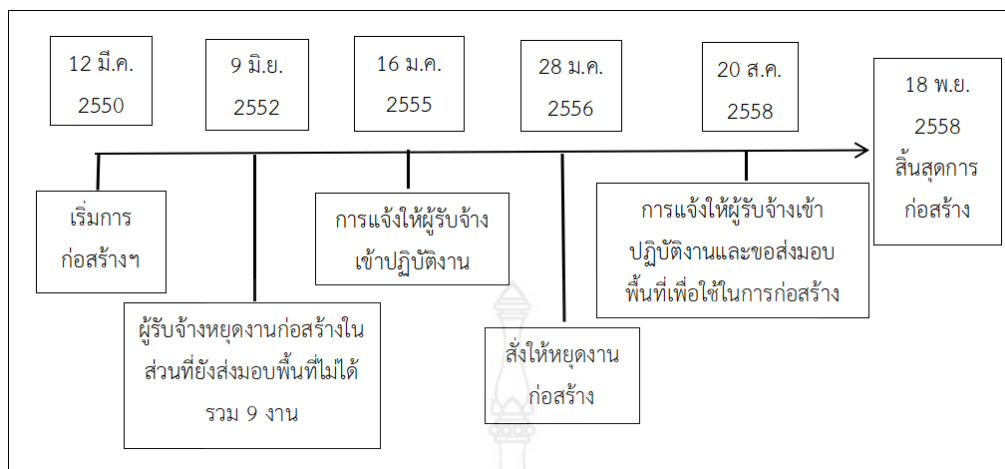 12 มี.ค.
2550
9 มิ.ย.
2552
16 ม.ค.
2555
28 ม.ค.
2556
20 ส.ค.
2558
18 พ.ย.
2558
สิ้นสุดการ
ก่อสร้าง
เริ่มการ
ก่อสร้างฯ
ผู้รับจ้างหยุดงานก่อสร้างใน
ส่วนที่ยังส่งมอบพื้นที่ไม่ได้
รวม 9 งาน
การแจ้งให้ผู้รับจ้าง
เข้าปฏิบัติงาน
สั่งให้หยุดงาน
ก่อสร้าง
การแจ้งให้ผู้รับจ้างเข้า
ปฏิบัติงานและขอส่งมอบ
พื้นที่เพื่อใช้ในการก่อสร้าง